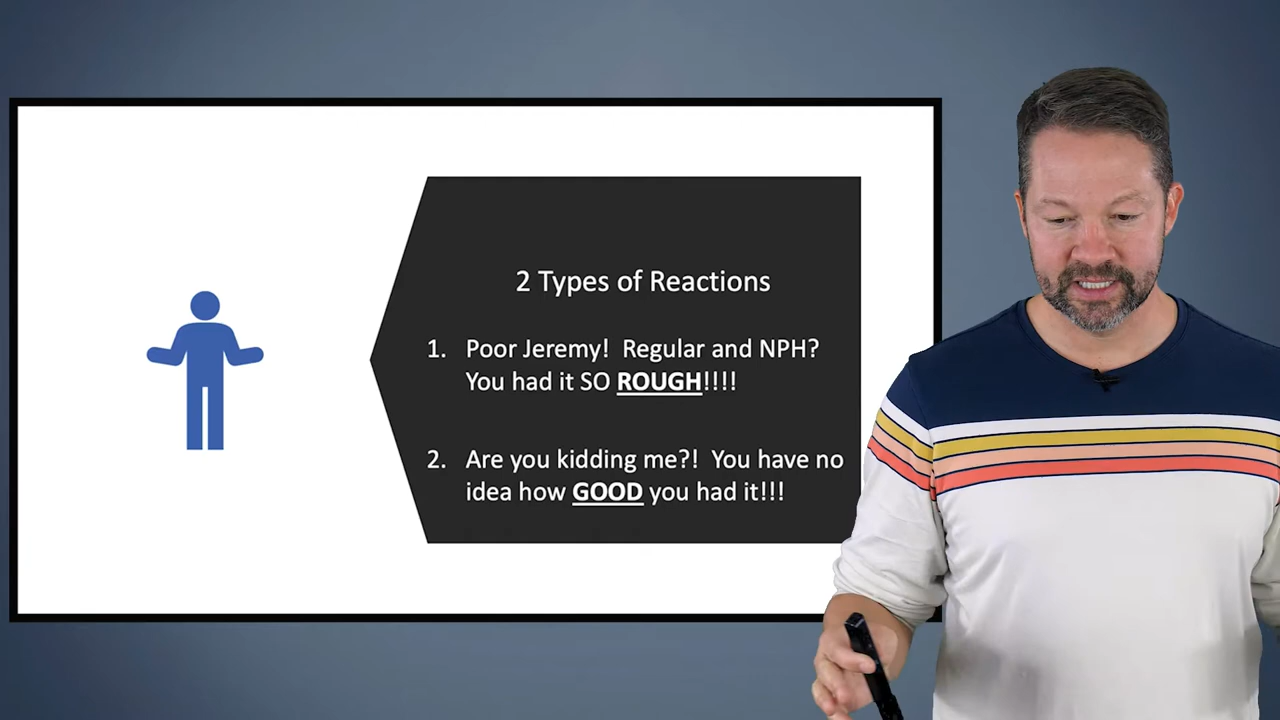 2 Types of Reactions
1. Poor Jeremy! Regular and NPH?
You had it SO ROUGH!!!!
2. Are you kidding me?! You have no
idea how GOOD you had it!!!